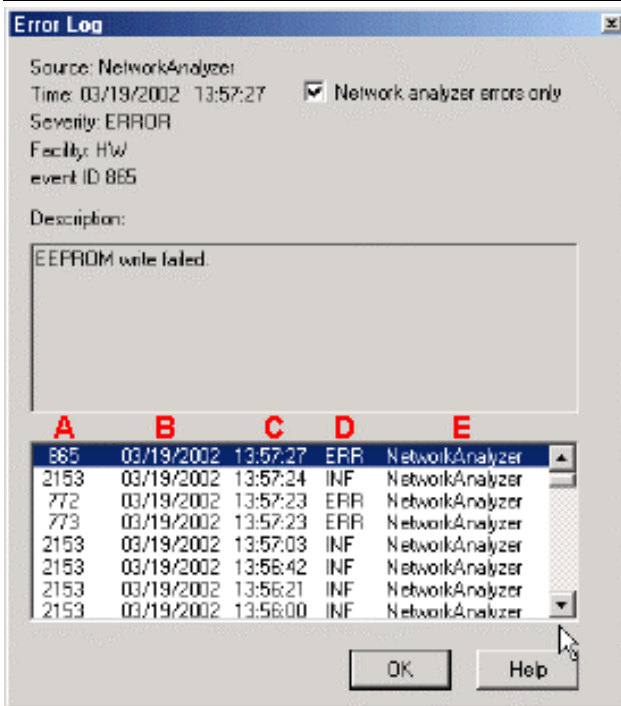 Error Log
Source: NetworkAnalyzer
Time: 03/19/2002 13:57:27
Network analyzer errors only
Severity: ERROR
Facility: HW
event ID 865
Description:
EEPROM write failed.
A B C D E
865 03/19/2002 13:57:27 ERR NetworkAnalyzer
2153 03/19/2002 13:57:24 INF NetworkAnalyzer
772 03/19/2002 13:57:23 ERR NetworkAnalyzer
773 03/19/2002 13:57:23 ERR NetworkAnalyzer
2153 03/19/2002 13:57:03 INF NetworkAnalyzer
2153 03/19/2002 13:56:42 INF NetworkAnalyzer
2153 03/19/2002 13:56:21 INF NetworkAnalyzer
2153 03/19/2002 13:56:00 INF NetworkAnalyzer
OK Help